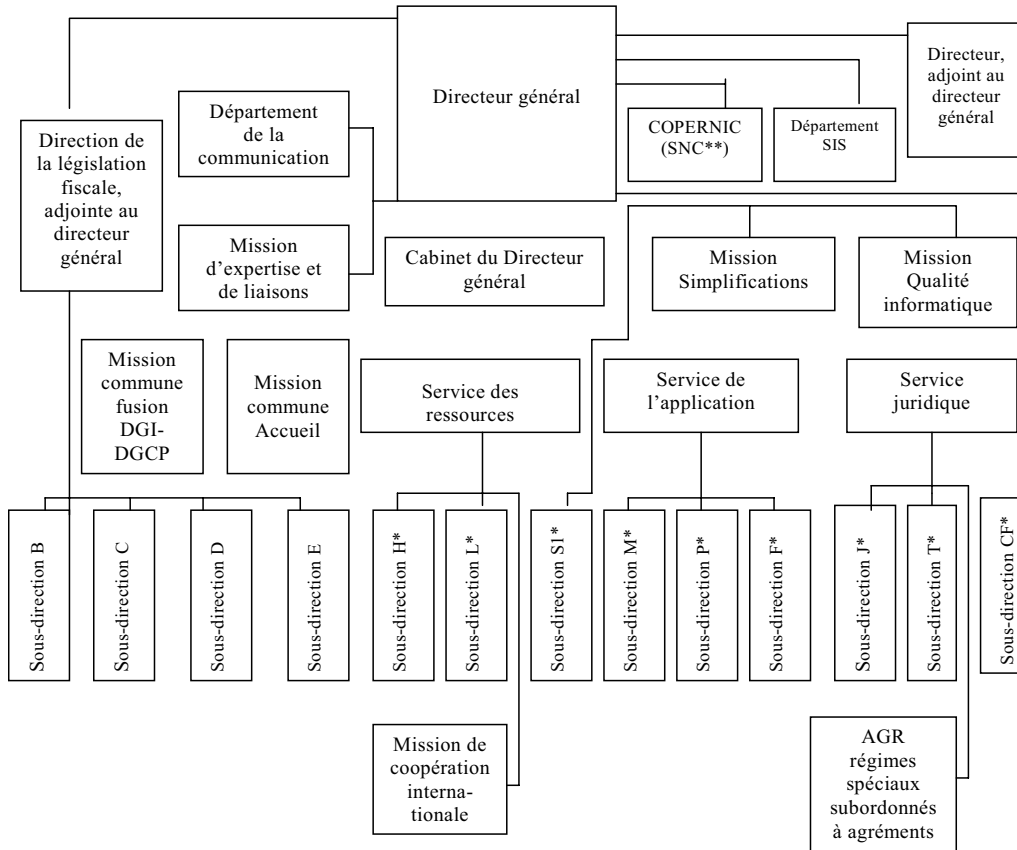 Directeur général
Directeur,
adjoint au
directeur
général
Département
de la
communication
COPERNIC
(SNC**)
Département
SIS
Direction de
la législation
fiscale,
adjointe au
directeur
général
Mission
d'expertise et
de liaisons
Cabinet du Directeur
général
Mission
Simplifications
Mission
Qualité
informatique
Mission
commune
fusion
DGI-
DGCP
Mission
commune
Accueil
Service des
ressources
Service de
l'application
Service
juridique
Sous-direction B
Sous-direction C
Sous-direction D
Sous-direction E
Sous-direction H*
Sous-direction L*
Sous-direction S1*
Sous-direction M*
Sous-direction P*
Sous-direction F*
Sous-direction J*
Sous-direction T*
Sous-direction CF*
Mission de
coopération
interna-
tionale
AGR
régimes
spéciaux
subordonnés
à agréments